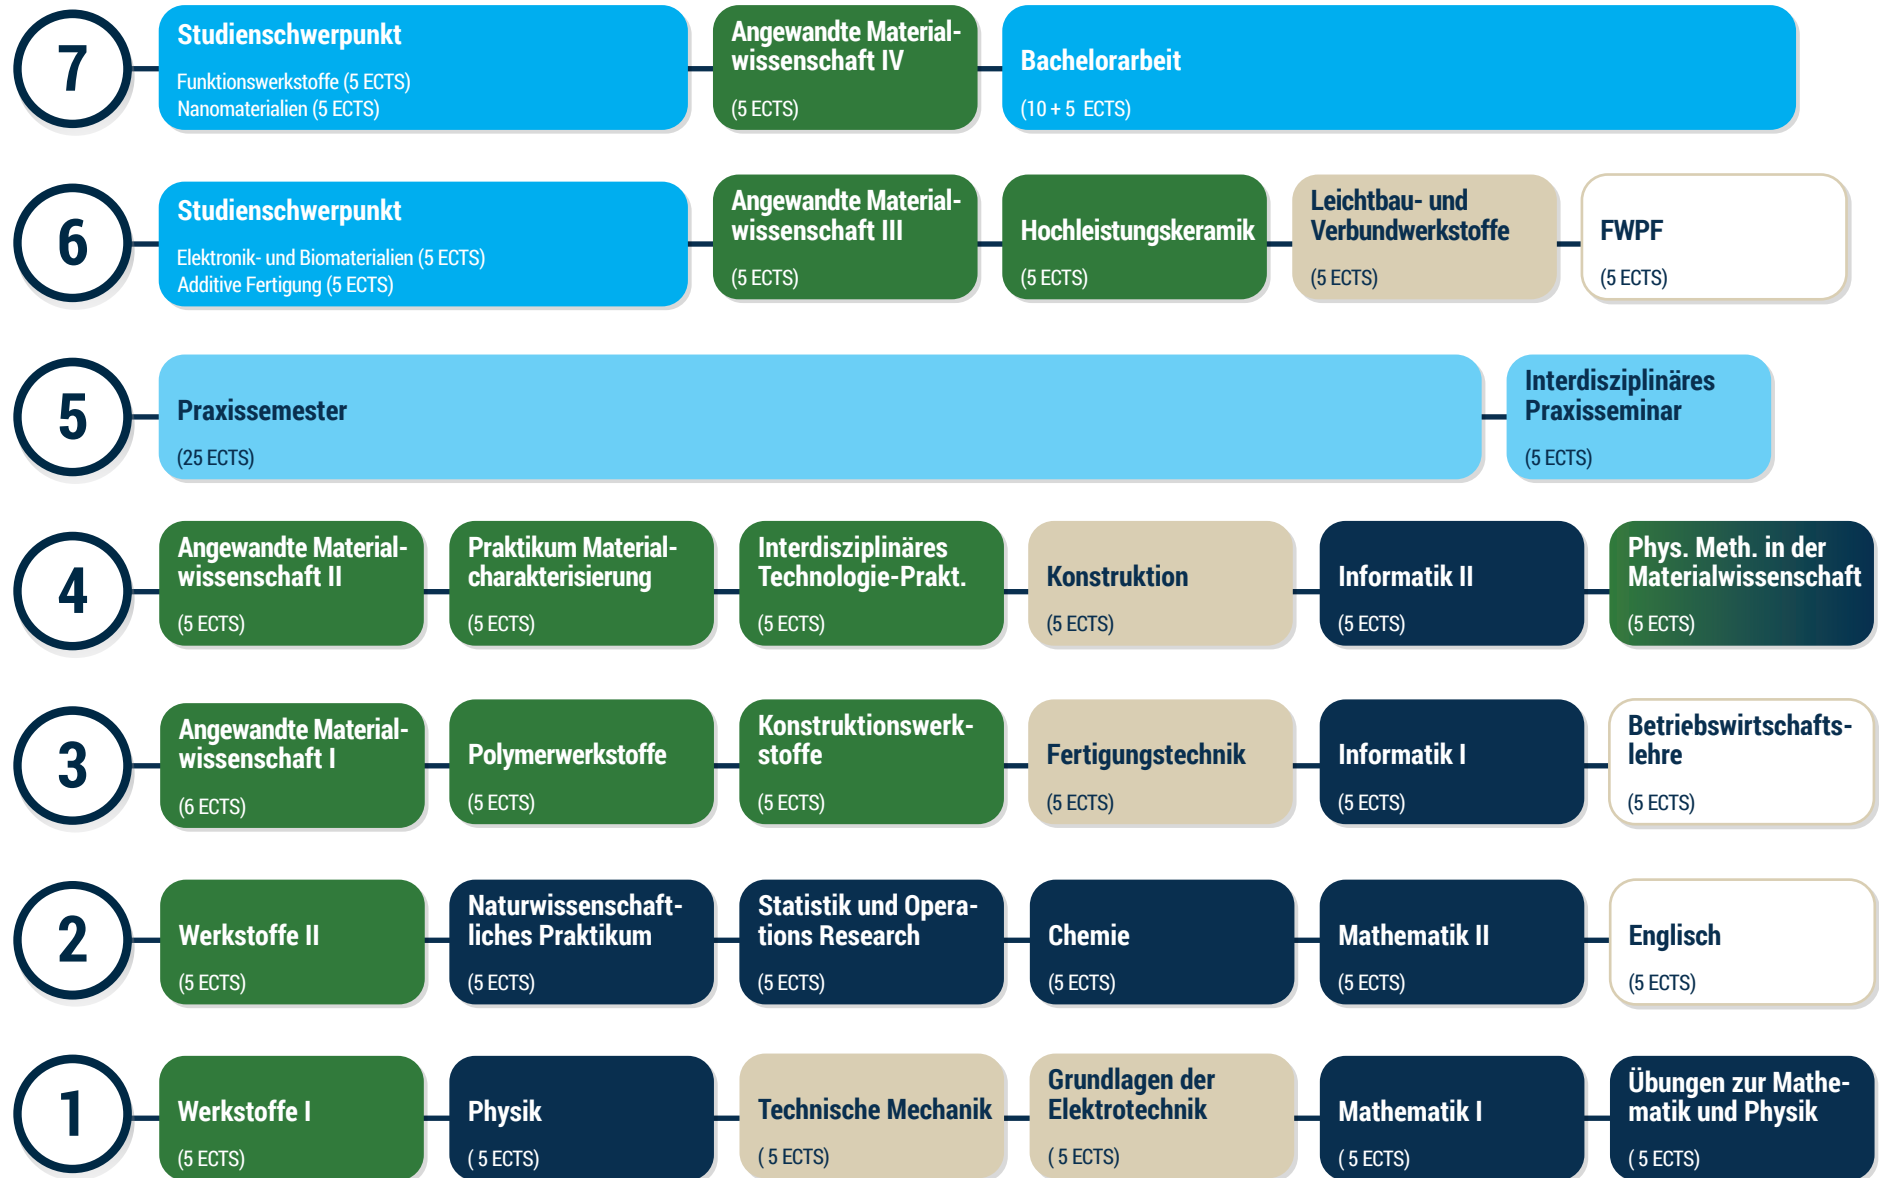 7
Studienschwerpunkt
Funktionswerkstoffe (5 ECTS)
Nanomaterialien (5 ECTS)
Angewandte Material-
wissenschaft IV
(5 ECTS)
Bachelorarbeit
(10 + 5 ECTS)
6
Studienschwerpunkt
Elektronik- und Biomaterialien (5 ECTS)
Additive Fertigung (5 ECTS)
Angewandte Material-
wissenschaft III
(5 ECTS)
Hochleistungskeramik
(5 ECTS)
Leichtbau- und
Verbundwerkstoffe
(5 ECTS)
FWPF
(5 ECTS)
5
Praxissemester
(25 ECTS)
Interdisziplinäres
Praxisseminar
(5 ECTS)
4
Angewandte Material-
wissenschaft II
(5 ECTS)
Praktikum Material-
charakterisierung
(5 ECTS)
Interdisziplinäres
Technologie-Prakt.
(5 ECTS)
Konstruktion
(5 ECTS)
Informatik II
(5 ECTS)
Phys. Meth. in der
Materialwissenschaft
(5 ECTS)
3
Angewandte Material-
wissenschaft I
(6 ECTS)
Polymerwerkstoffe
(5 ECTS)
Konstruktionswerk-
stoffe
(5 ECTS)
Fertigungstechnik
(5 ECTS)
Informatik I
(5 ECTS)
Betriebswirtschafts-
lehre
(5 ECTS)
2
Werkstoffe II
(5 ECTS)
Naturwissenschaft-
liches Praktikum
(5 ECTS)
Statistik und Opera-
tions Research
(5 ECTS)
Chemie
(5 ECTS)
Mathematik II
(5 ECTS)
Englisch
(5 ECTS)
1
Werkstoffe I
(5 ECTS)
Physik
( 5 ECTS)
Technische Mechanik
( 5 ECTS)
Grundlagen der
Elektrotechnik
( 5 ECTS)
Mathematik I
( 5 ECTS)
Übungen zur Mathe-
matik und Physik
( 5 ECTS)